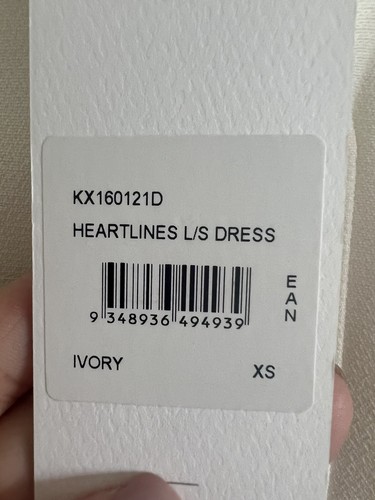 KX160121D
HEARTLINES L/S DRESS
9 348936 494939
EAN
IVORY
XS